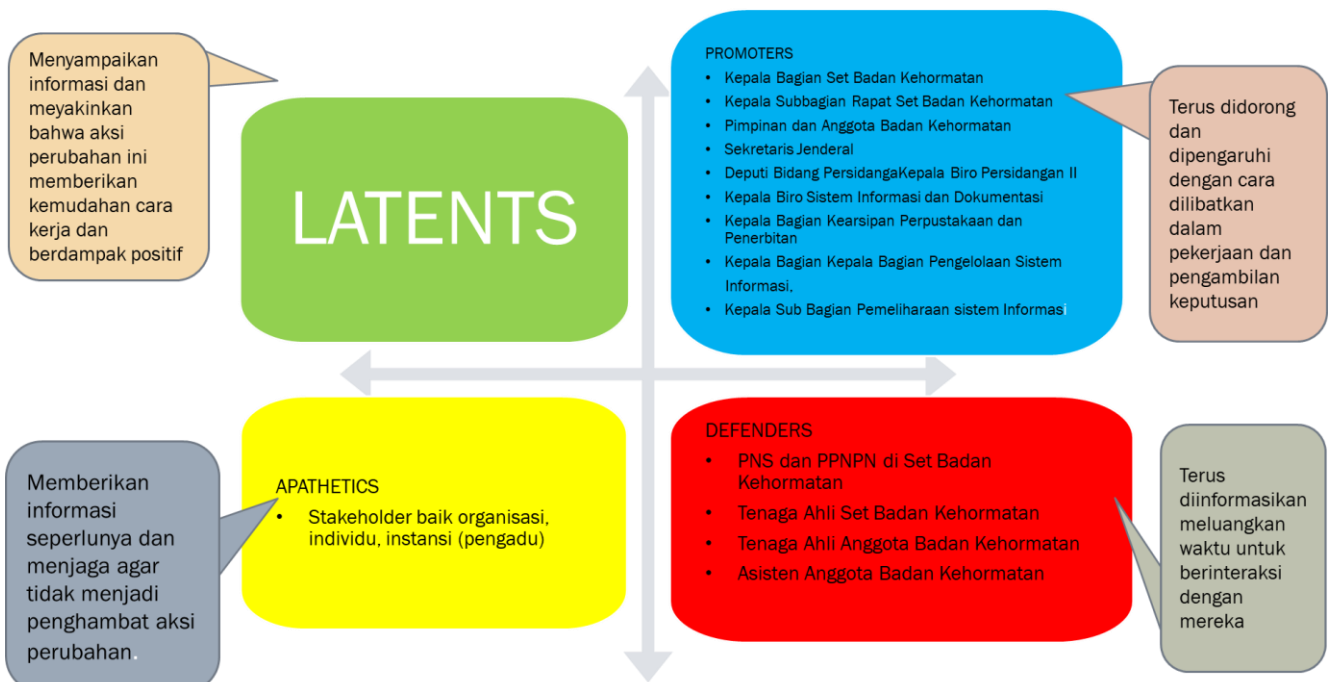 Menyampaikan
informasi dan
meyakinkan
bahwa aksi
perubahan ini
memberikan
kemudahan cara
kerja dan
berdampak positif
LATENTS
PROMOTERS
• Kepala Bagian Set Badan Kehormatan
• Kepala Subbagian Rapat Set Badan Kehormatan
• Pimpinan dan Anggota Badan Kehormatan
• Sekretaris Jenderal
• Deputi Bidang PersidangaKepala Biro Persidangan II
• Kepala Biro Sistem Informasi dan Dokumentasi
• Kepala Bagian Kearsipan Perpustakaan dan
Penerbitan
• Kepala Bagian Kepala Bagian Pengelolaan Sistem
Informasi,
• Kepala Sub Bagian Pemeliharaan sistem Informasi
Terus didorong
dan
dipengaruhi
dengan cara
dilibatkan
dalam
pekerjaan dan
pengambilan
keputusan
Memberikan
informasi
seperlunya dan
menjaga agar
tidak menjadi
penghambat aksi
perubahan.
APATHETICS
• Stakeholder baik organisasi,
individu, instansi (pengadu)
DEFENDERS
• PNS dan PPNPN di Set Badan
Kehormatan
• Tenaga Ahli Set Badan Kehormatan
• Tenaga Ahli Anggota Badan Kehormatan
• Asisten Anggota Badan Kehormatan
Terus
diinformasikan
meluangkan
waktu untuk
berinteraksi
dengan
mereka